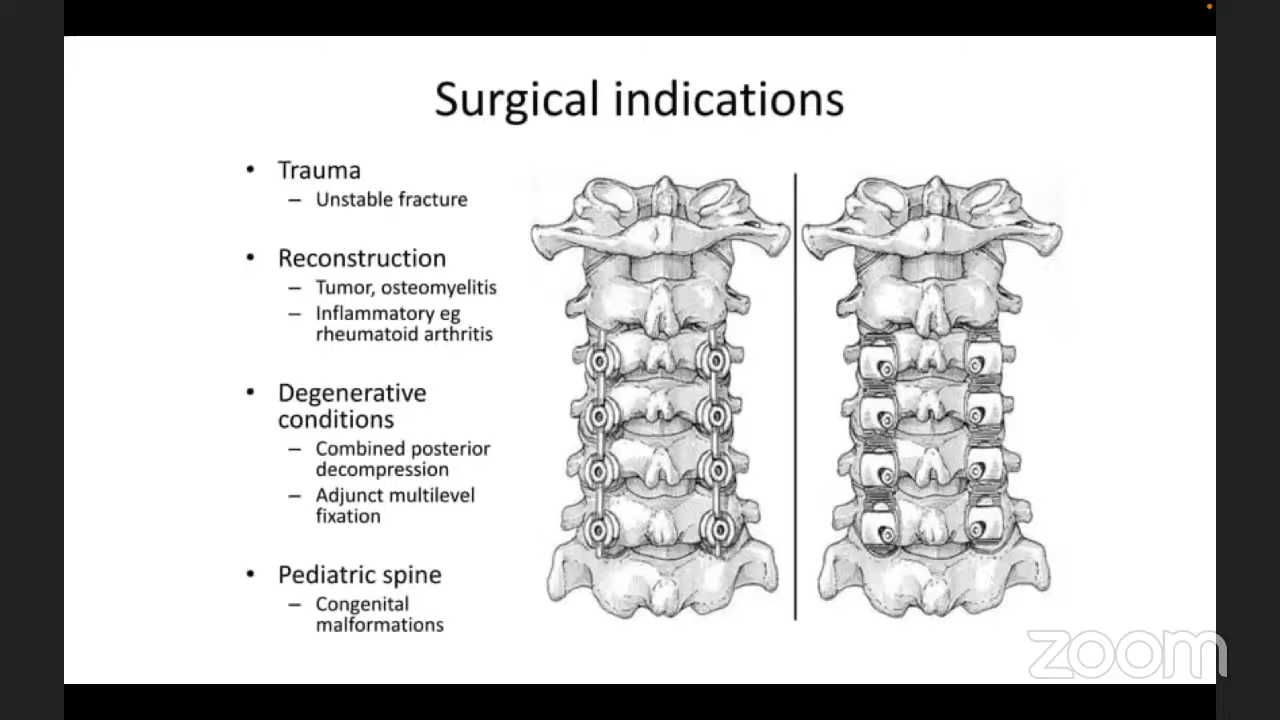 Surgical indications
• Trauma
– Unstable fracture
• Reconstruction
– Tumor, osteomyelitis
– Inflammatory eg
rheumatoid arthritis
• Degenerative
conditions
– Combined posterior
decompression
– Adjunct multilevel
fixation
• Pediatric spine
– Congenital
malformations
zoom